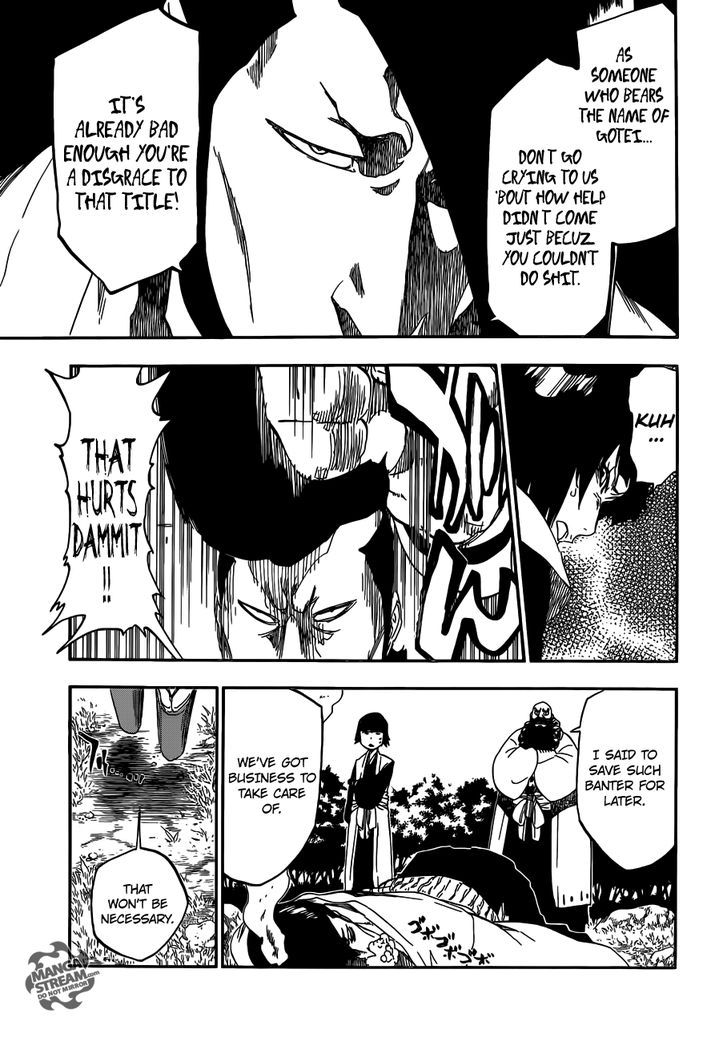 AS
SOMEONE
WHO BEARS
THE NAME OF
GOTEI...
DON'T GO
CRYING TO US
'BOUT HOW HELP
DIDN'T COME
JUST BECUZ
YOU COULDN'T
DO SHIT.
IT'S
ALREADY BAD
ENOUGH YOU'RE
A DISGRACE TO
THAT TITLE!
KUH
...
THAT
HURTS
DAMMIT
!!
I SAID TO
SAVE SUCH
BANTER FOR
LATER.
WE'VE GOT
BUSINESS TO
TAKE CARE
OF.
THAT
WON'T BE
NECESSARY.
MANGA
STREAM.com
DO NOT MIRROR